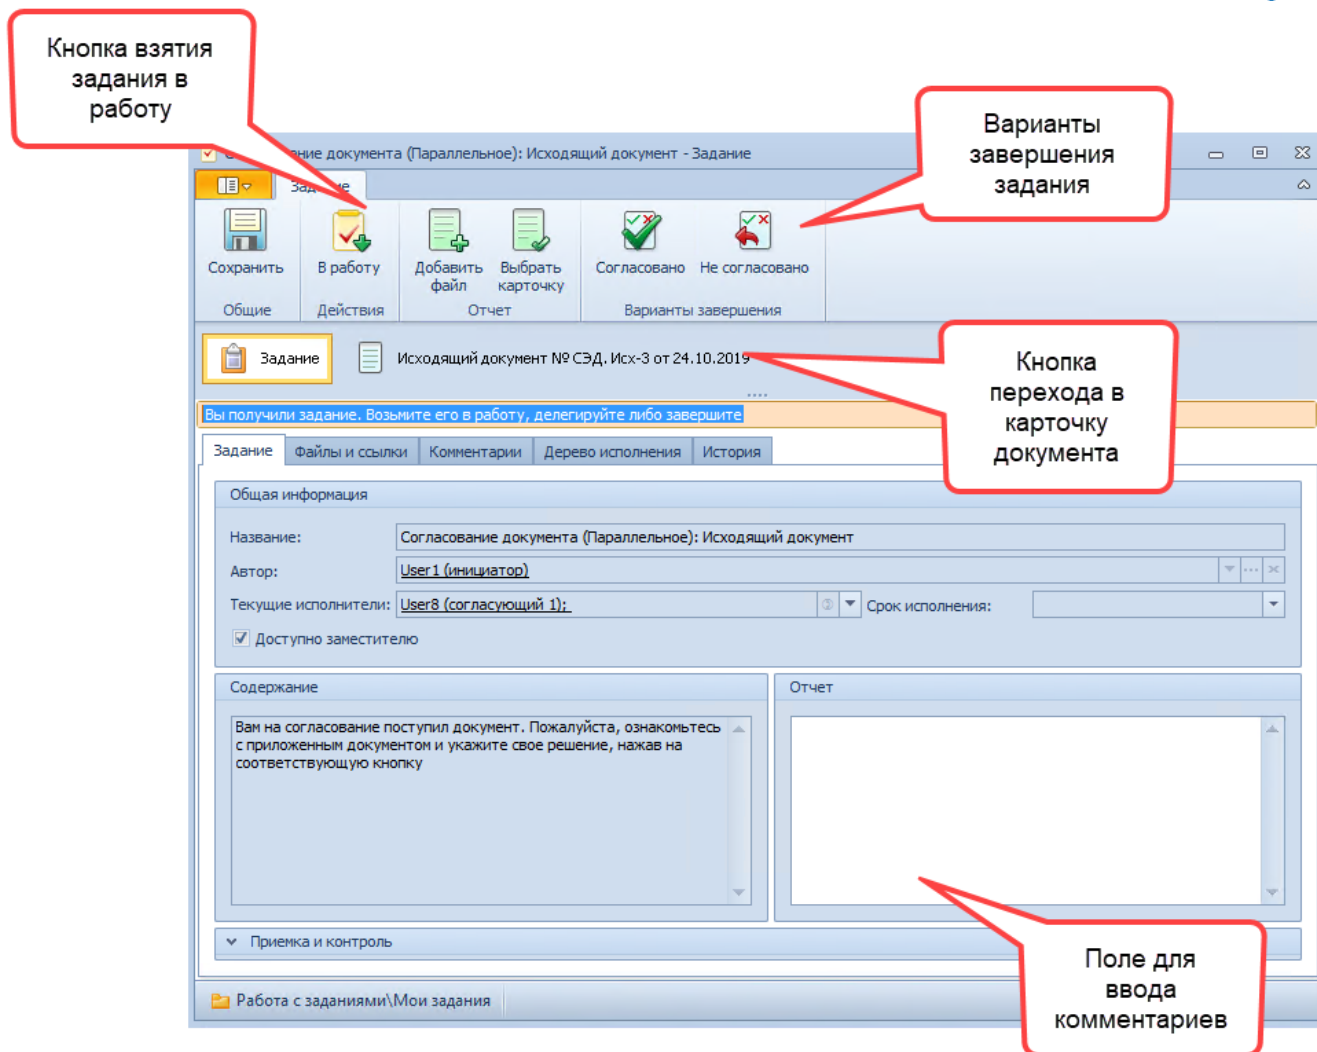 Кнопка взятия
задания в
работу
Варианты
завершения
задания
ние документа (Параллельное): Исходящий документ - Задание
Сохранить
В работу
Добавить
файл
Выбрать
карточку
Согласовано
Не согласовано
Общие
Действия
Отчет
Варианты завершения
Задание
Исходящий документ № СЭД. Исх-3 от 24.10.2019
Кнопка
перехода в
карточку
документа
Вы получили задание. Возьмите его в работу, делегируйте либо завершите
Задание
Файлы и ссылки
Комментарии
Дерево исполнения
История
Общая информация
Название:
Согласование документа (Параллельное): Исходящий документ
Автор:
User1 (инициатор)
Текущие исполнители:
User8 (согласующий 1);
Срок исполнения:
Доступно заместителю
Содержание
Отчет
Вам на согласование поступил документ. Пожалуйста, ознакомьтесь
с приложенным документом и укажите свое решение, нажав на
соответствующую кнопку
Приемка и контроль
Поле для
ввода
комментариев
Работа с заданиями\Мои задания